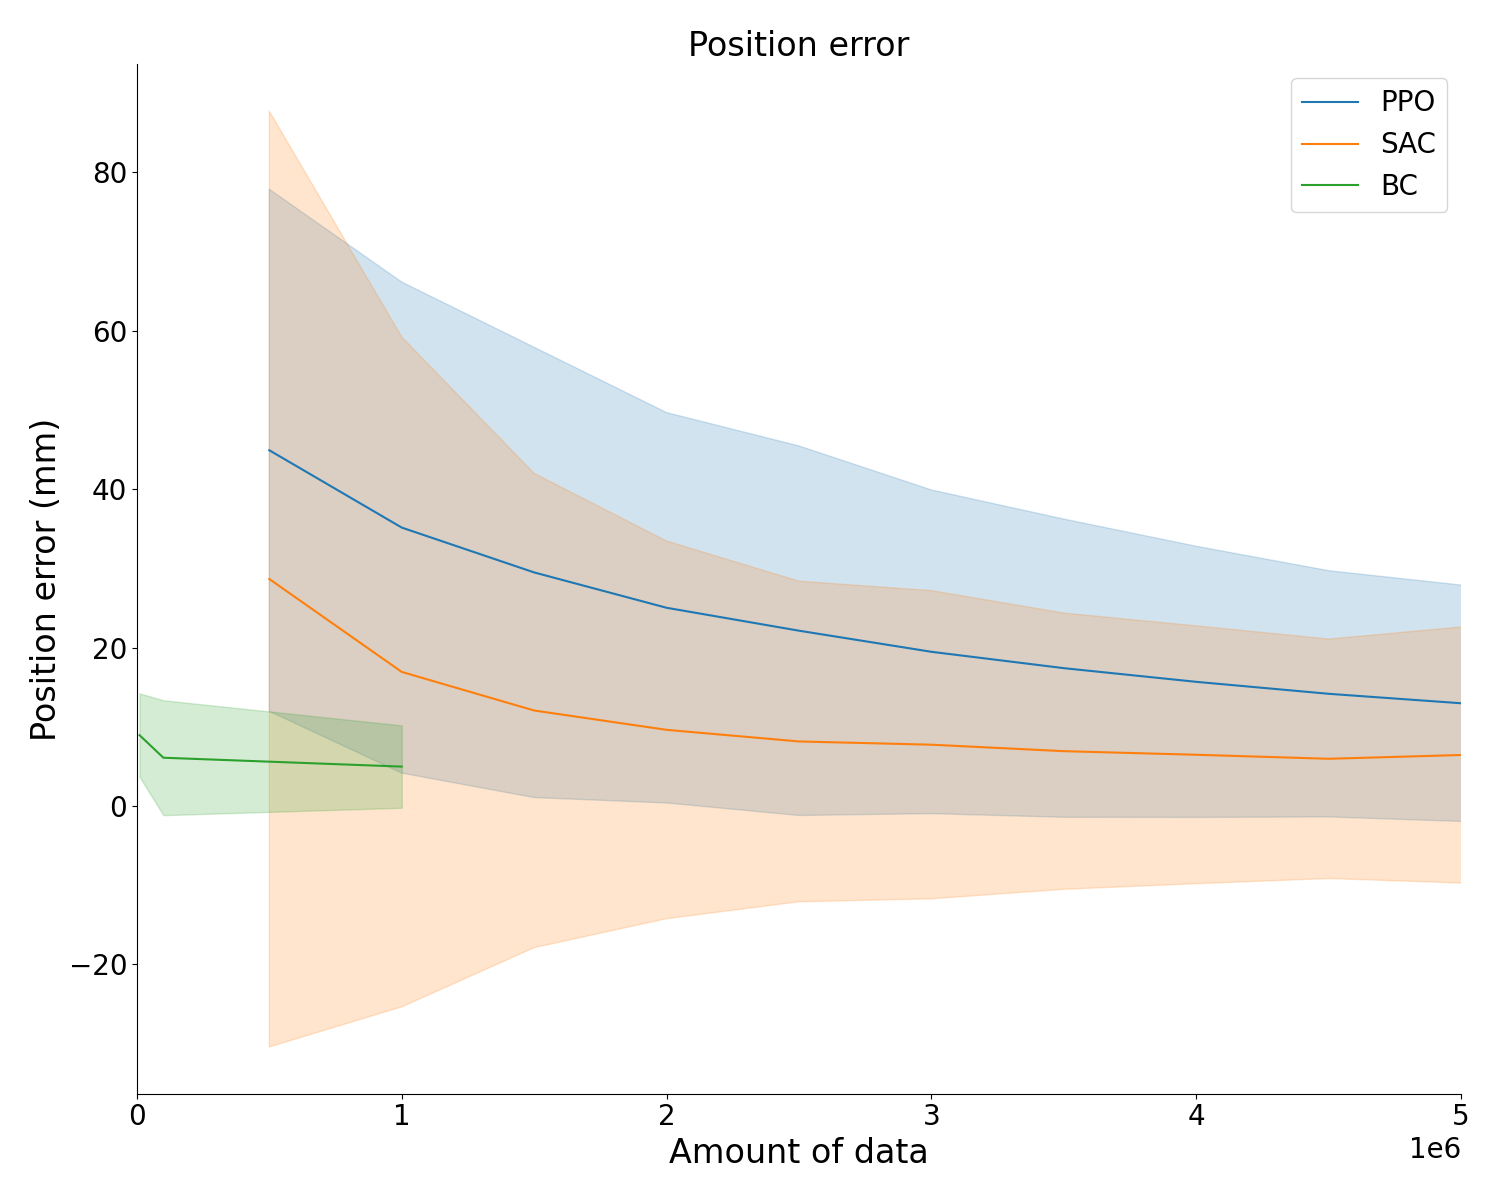 Position error
PPO
SAC
BC
Position error (mm)
80
60
40
20
0
−20
0 1 2 3 4 5
1e6
Amount of data